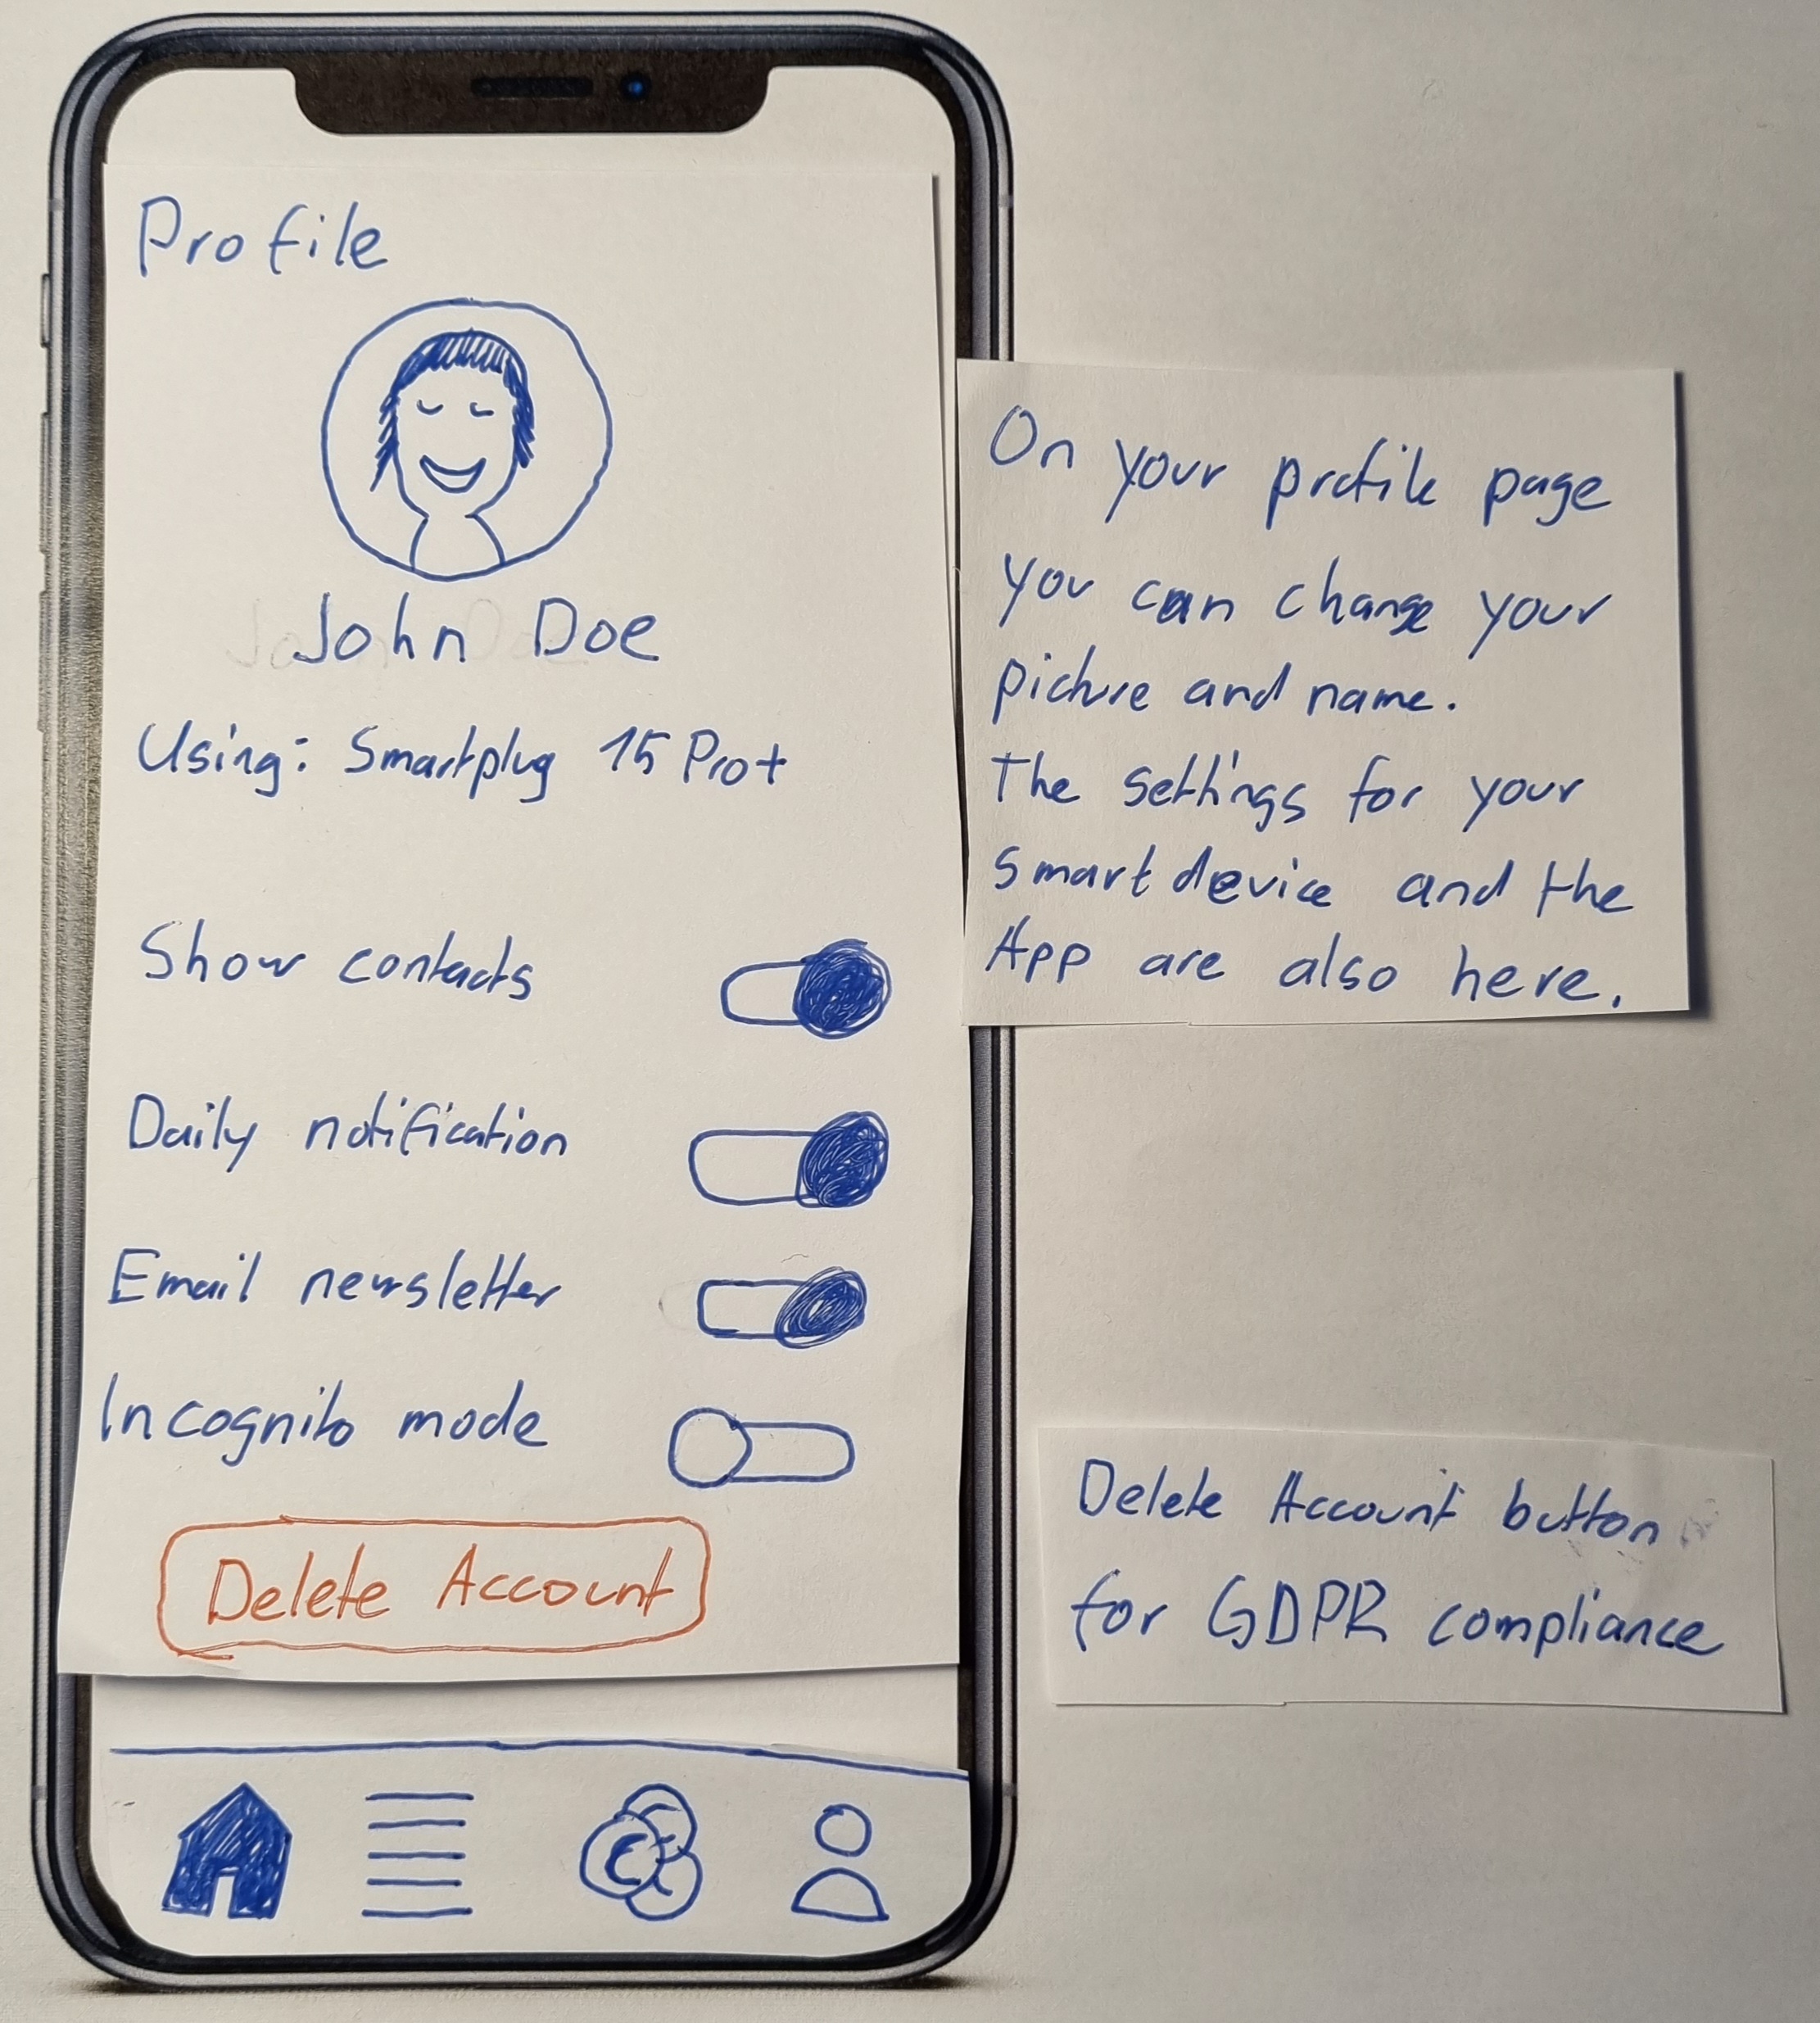 Profile
John Doe
Using: Smartplug 15 Pro+
Show contacts
Daily notification
Email newsletter
Incognito mode
Delete Account
On your profile page
you can change your
picture and name.
The settings for your
smart device and the
App are also here.
Delete Account button
for GDPR compliance